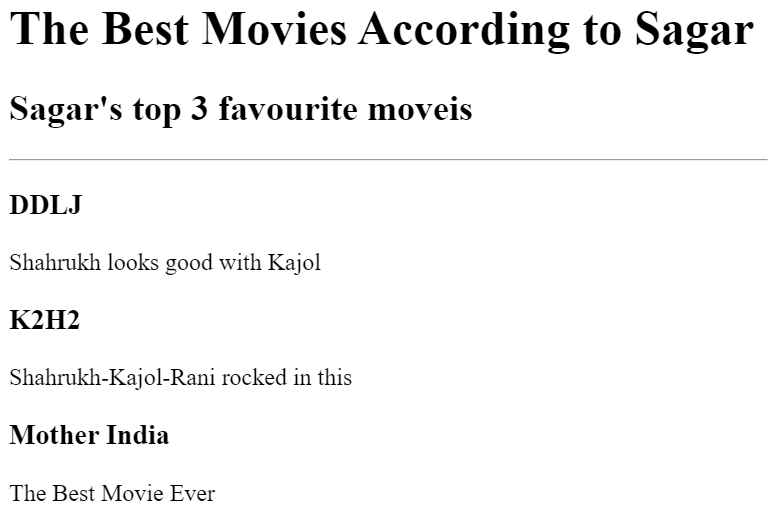 The Best Movies According to Sagar
Sagar's top 3 favourite moveis
DDLJ
Shahrukh looks good with Kajol
K2H2
Shahrukh-Kajol-Rani rocked in this
Mother India
The Best Movie Ever